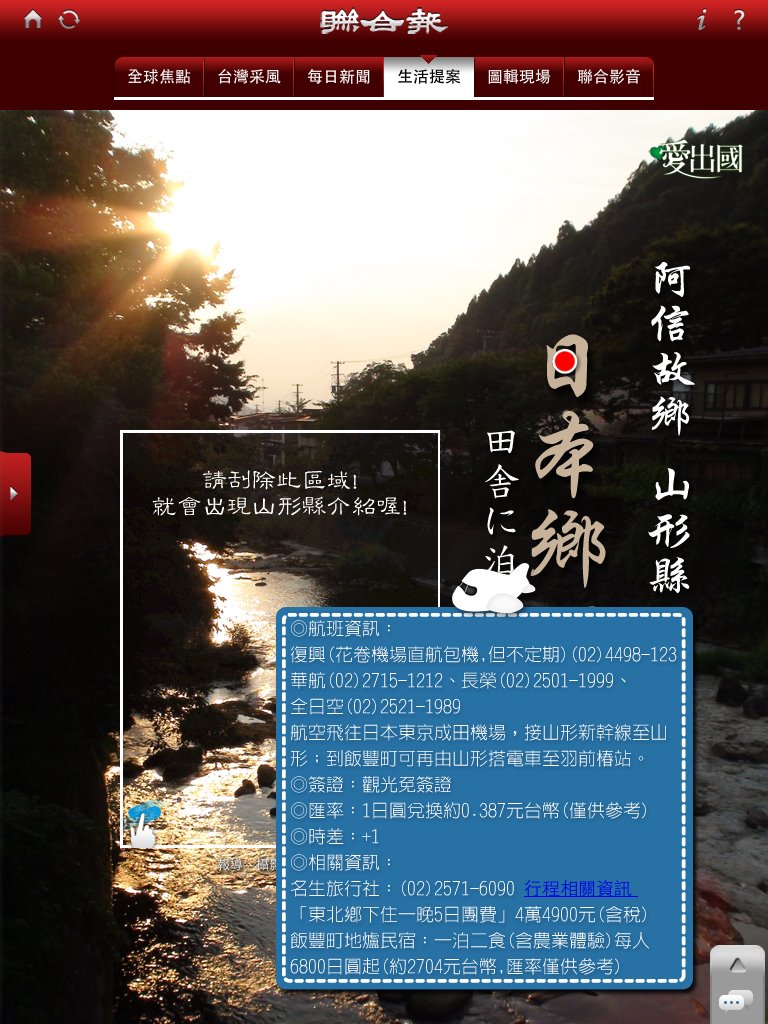 聯合報
全球焦點
台灣采風
每日新聞
生活提案
圖輯現場
聯合影音
愛出國
阿信故鄉 山形縣
日本鄉
田舍に泊
請刮除此區域!
就會出現山形縣介紹喔!
◎航班資訊：
復興(花卷機場直航包機,但不定期)(02)4498-123
華航(02)2715-1212、長榮(02)2501-1999、
全日空(02)2521-1989
航空飛往日本東京成田機場，接山形新幹線至山
形；到飯豐町可再由山形搭電車至羽前椿站。
◎簽證：觀光免簽證
◎匯率：1日圓兌換約0.387元台幣(僅供參考)
◎時差：+1
◎相關資訊：
名生旅行社：(02)2571-6090 行程相關資訊
「東北鄉下住一晚5日團費」4萬4900元(含稅)
飯豐町地爐民宿：一泊二食(含農業體驗)每人
6800日圓起(約2704元台幣,匯率僅供參考)